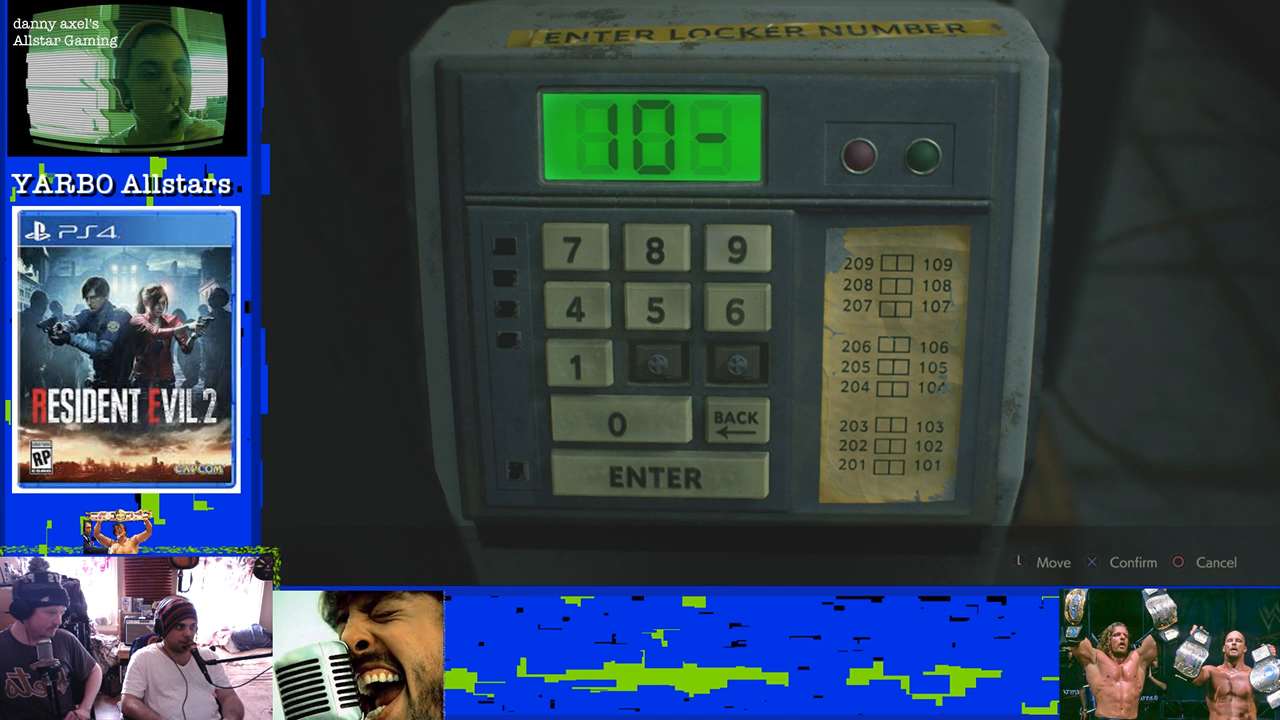 danny axel's
Allstar Gaming
YARBO Allstars
PS4
RESIDENT EVIL 2
RP
CAPCOM
ENTER LOCKER NUMBER
10-
7 8 9
4 5 6
1
0 BACK
ENTER
209 109
208 108
207 107
206 106
205 105
204 104
203 103
202 102
201 101
L Move X Confirm O Cancel